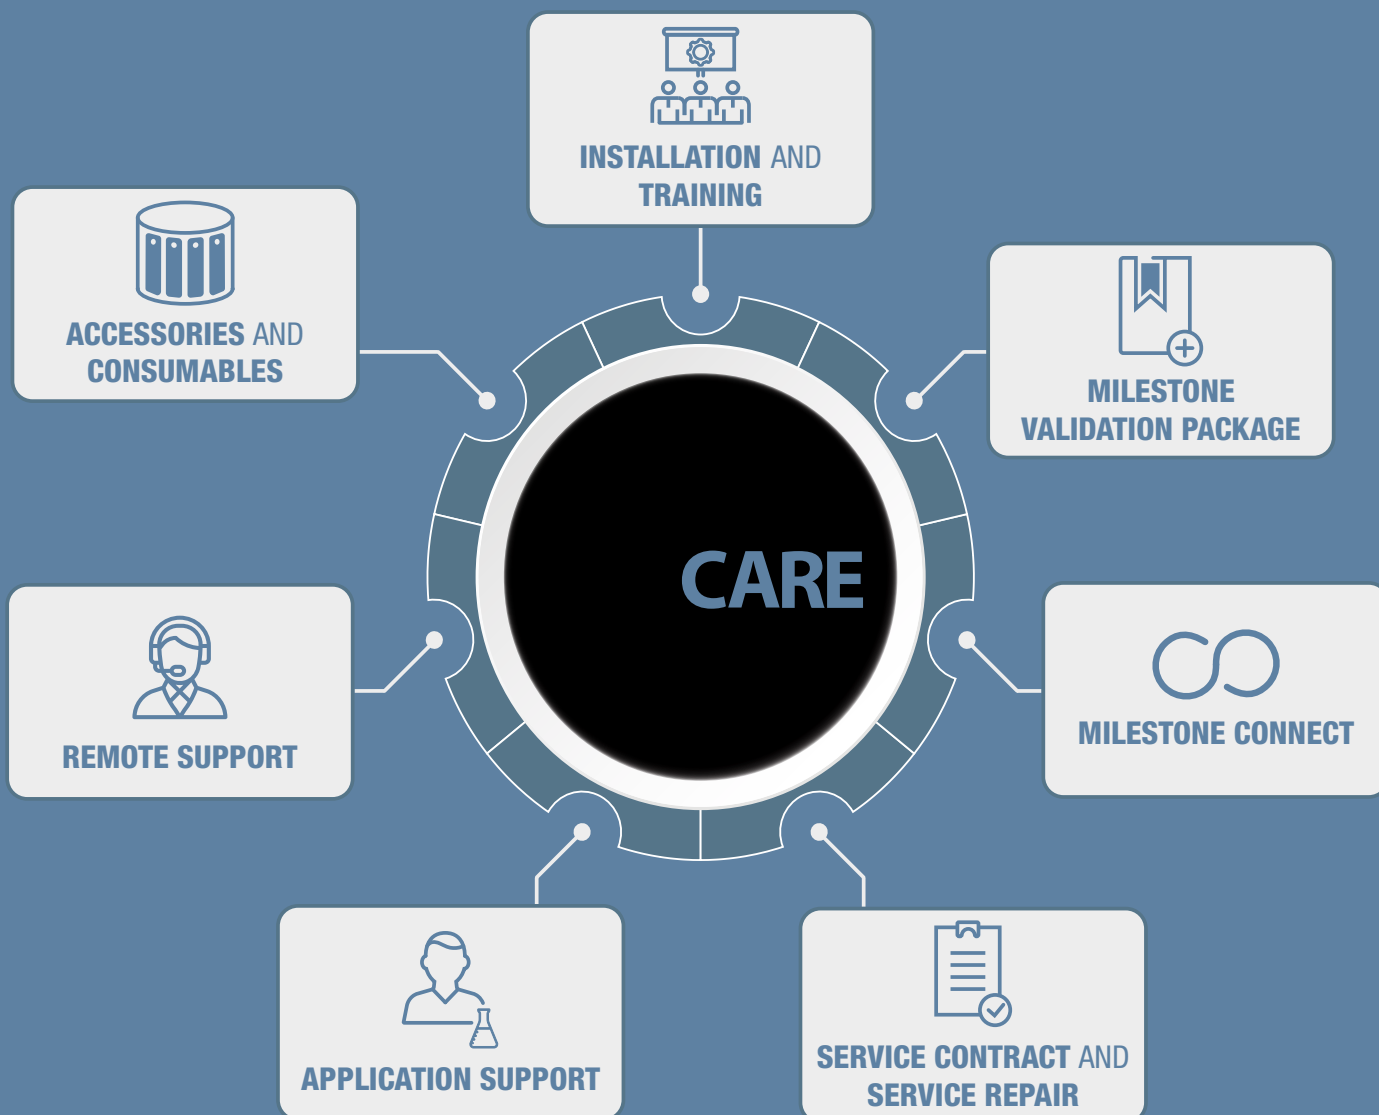 INSTALLATION AND
TRAINING
ACCESSORIES AND
CONSUMABLES
MILESTONE
VALIDATION PACKAGE
CARE
REMOTE SUPPORT
MILESTONE CONNECT
APPLICATION SUPPORT
SERVICE CONTRACT AND
SERVICE REPAIR